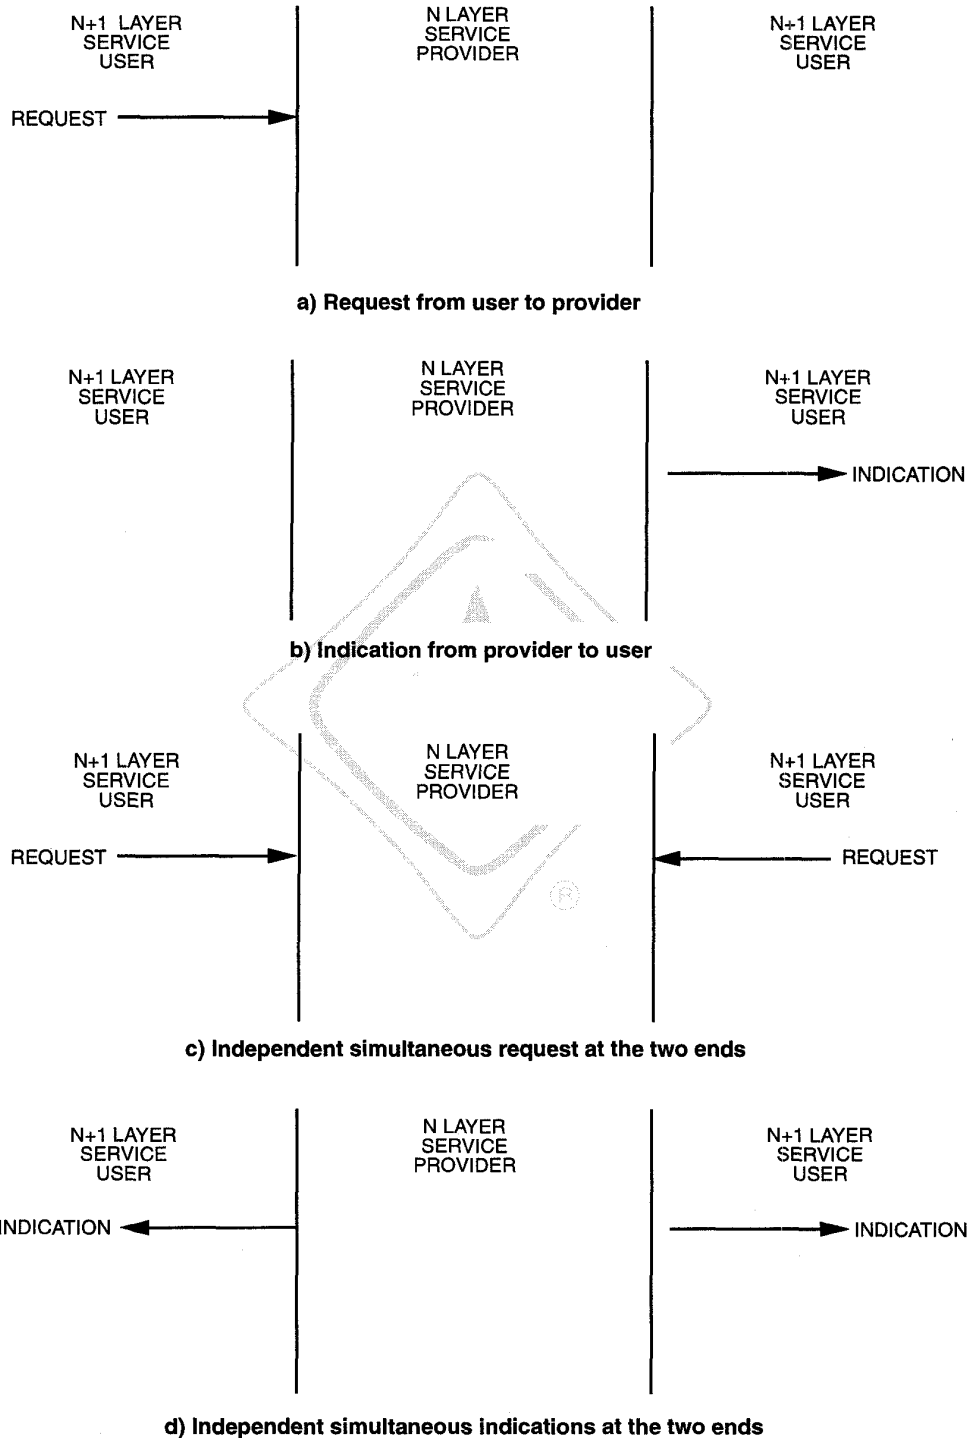 N+1 LAYER
SERVICE
USER
N LAYER
SERVICE
PROVIDER
N+1 LAYER
SERVICE
USER
REQUEST
a) Request from user to provider
N+1 LAYER
SERVICE
USER
N LAYER
SERVICE
PROVIDER
N+1 LAYER
SERVICE
USER
INDICATION
b) Indication from provider to user
N+1 LAYER
SERVICE
USER
N LAYER
SERVICE
PROVIDER
N+1 LAYER
SERVICE
USER
REQUEST
REQUEST
®
c) Independent simultaneous request at the two ends
N+1 LAYER
SERVICE
USER
N LAYER
SERVICE
PROVIDER
N+1 LAYER
SERVICE
USER
INDICATION
INDICATION
d) Independent simultaneous indications at the two ends